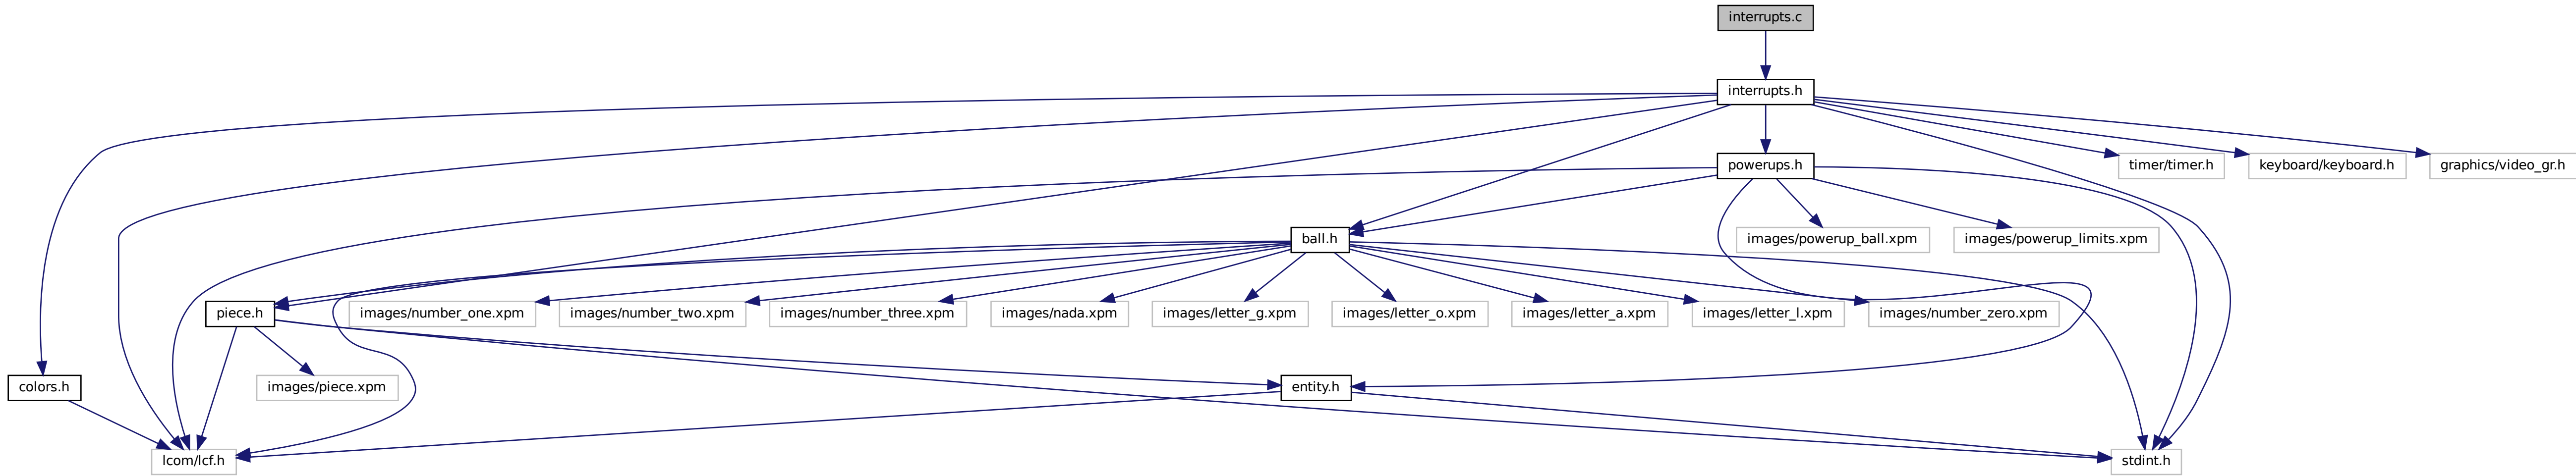 interrupts.c
interrupts.h
powerups.h
timer/timer.h
keyboard/keyboard.h
graphics/video_gr.h
ball.h
images/powerup_ball.xpm
images/powerup_limits.xpm
piece.h
images/number_one.xpm
images/number_two.xpm
images/number_three.xpm
images/nada.xpm
images/letter_g.xpm
images/letter_o.xpm
images/letter_a.xpm
images/letter_l.xpm
images/number_zero.xpm
colors.h
images/piece.xpm
entity.h
lcom/lcf.h
stdint.h